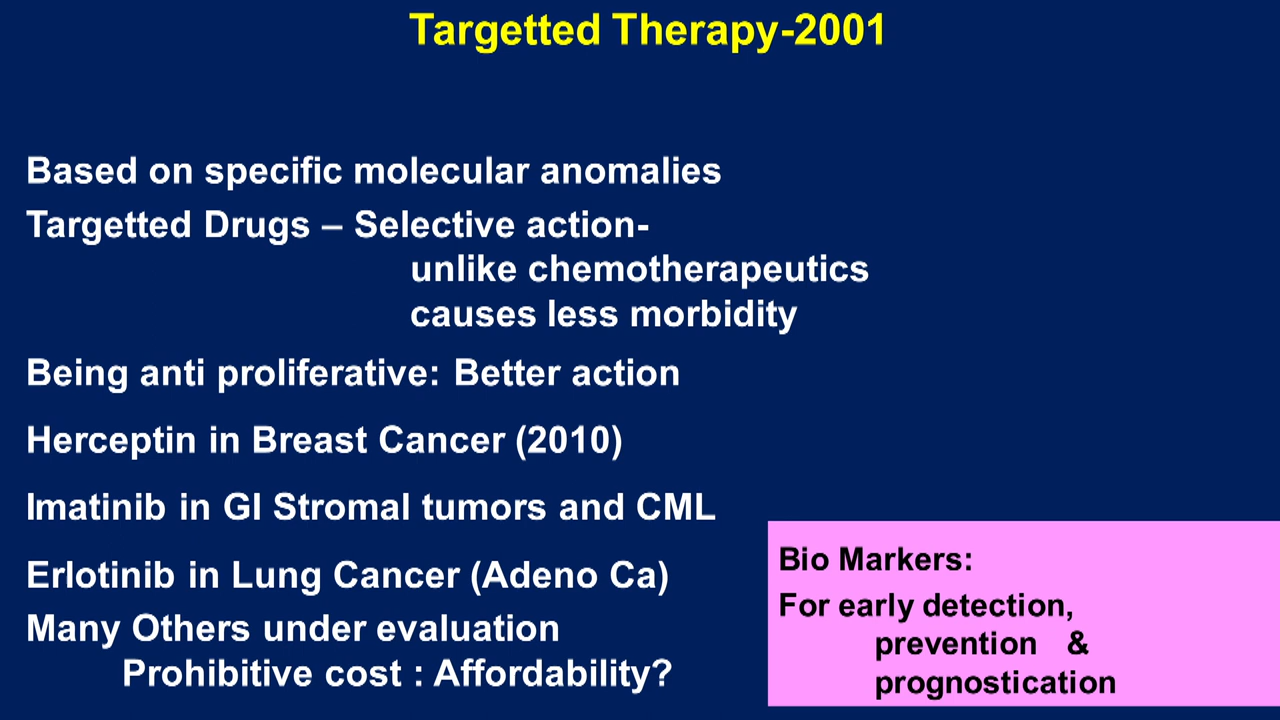 Targetted Therapy-2001
Based on specific molecular anomalies
Targetted Drugs – Selective action-
unlike chemotherapeutics
causes less morbidity
Being anti proliferative: Better action
Herceptin in Breast Cancer (2010)
Imatinib in GI Stromal tumors and CML
Erlotinib in Lung Cancer (Adeno Ca)
Many Others under evaluation
Prohibitive cost : Affordability?
Bio Markers:
For early detection,
prevention &
prognostication